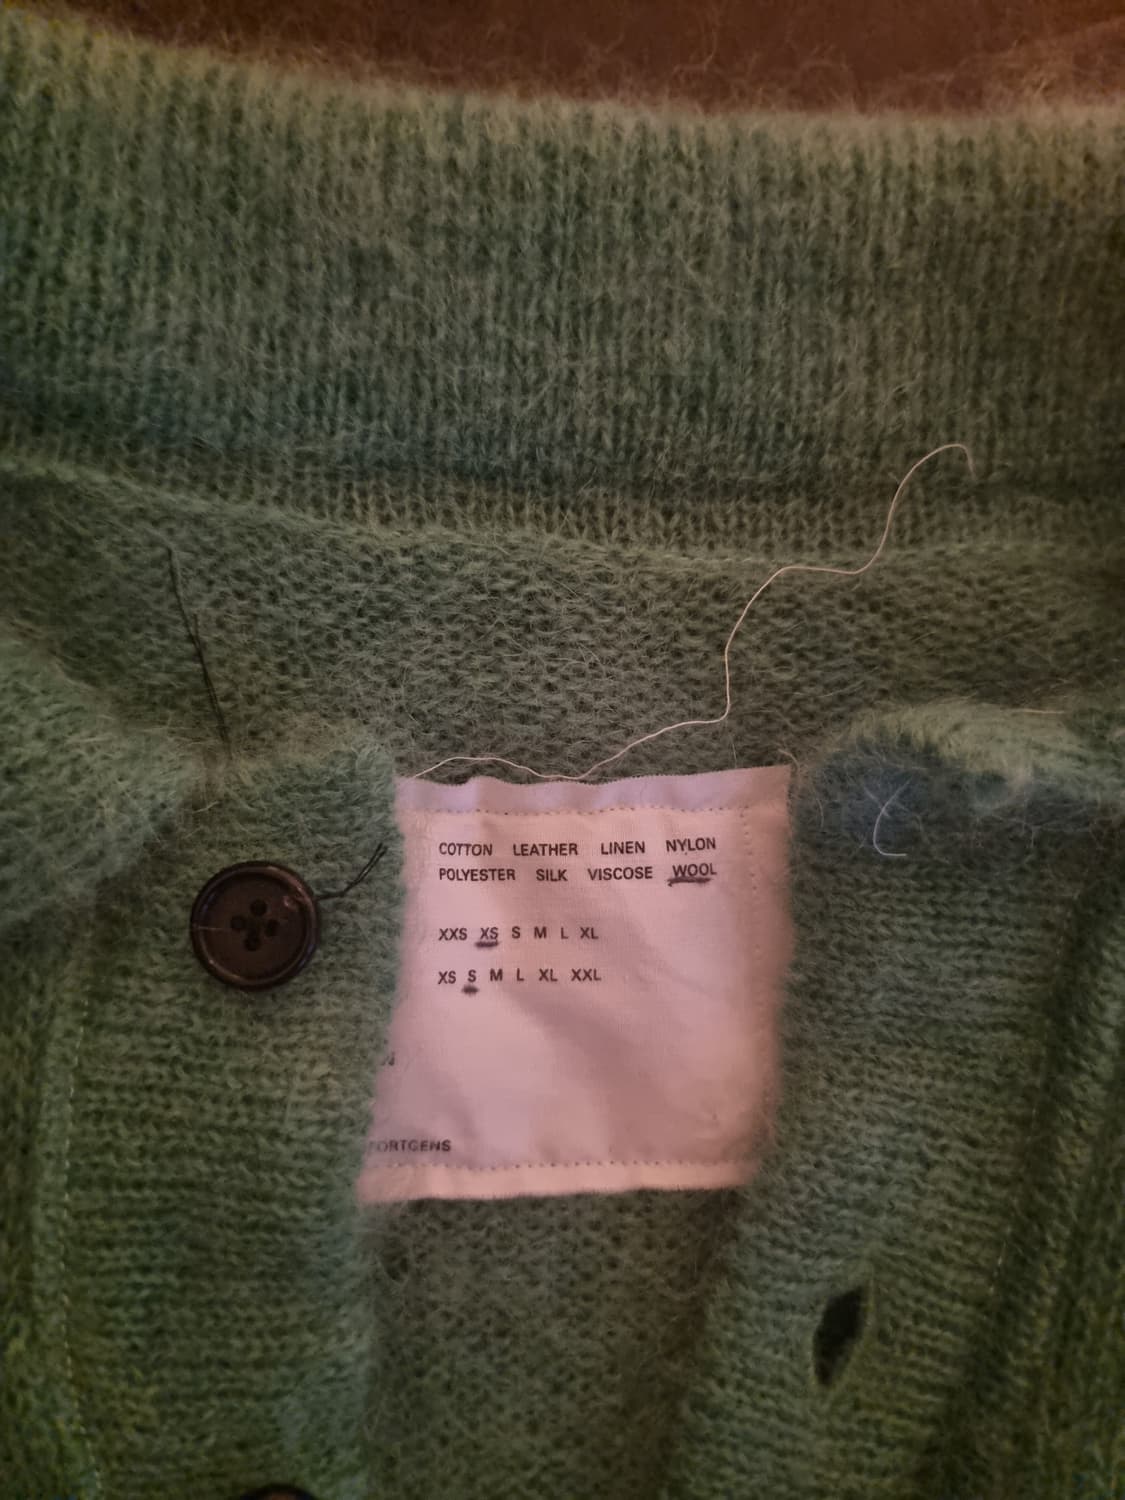 COTTON LEATHER LINEN NYLON
POLYESTER SILK VISCOSE WOOL
XXS XS S M L XL
XS S M L XL XXL